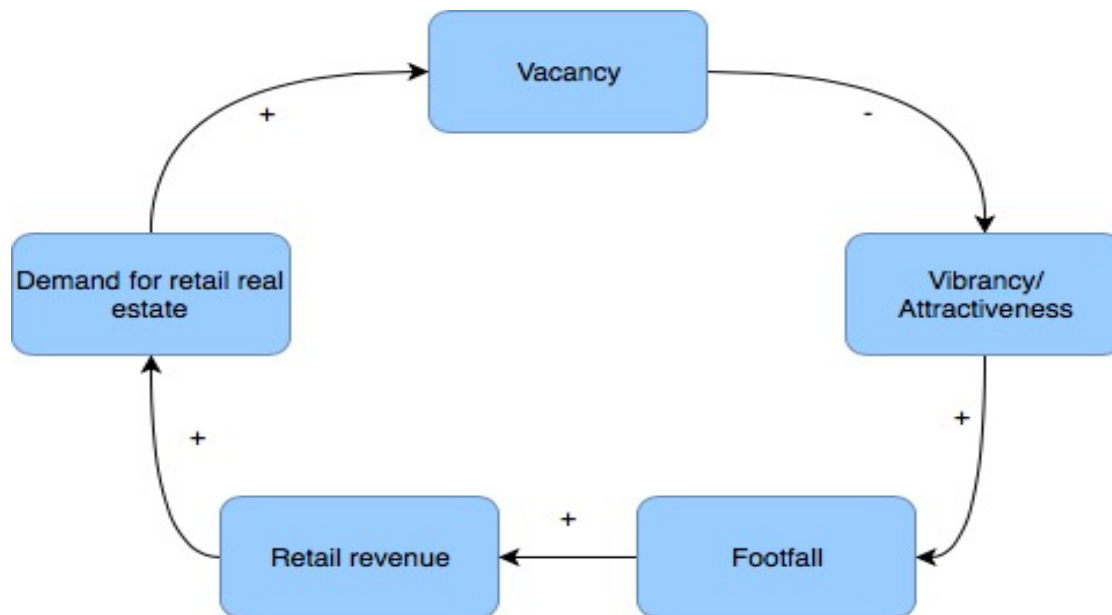 Vacancy
+
-
Demand for retail real
estate
Vibrancy/
Attractiveness
+
+
+
Retail revenue
Footfall